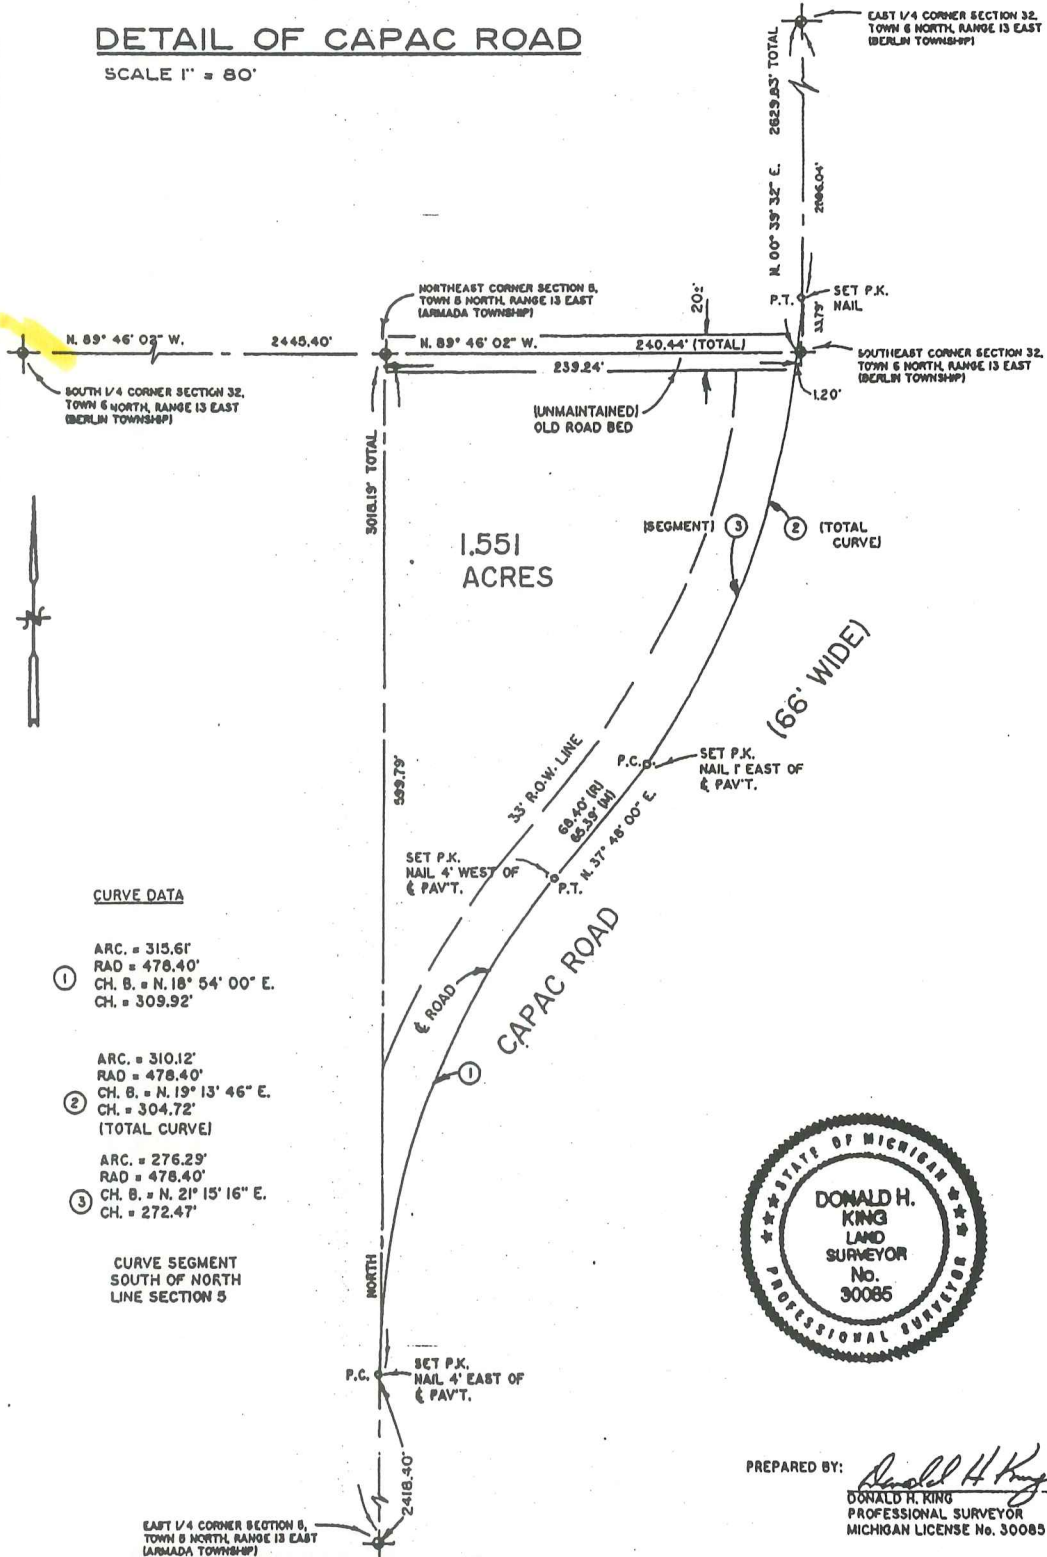 DETAIL OF CAPAC ROAD
SCALE 1" = 80'
EAST 1/4 CORNER SECTION 32,
TOWN 6 NORTH, RANGE 13 EAST
(BERLIN TOWNSHIP)
N. 00° 39' 32" E. 2629.83' TOTAL
P.T.
SET P.K.
NAIL
33.79'
NORTHEAST CORNER SECTION 5,
TOWN 5 NORTH, RANGE 13 EAST
(ARMADA TOWNSHIP)
20'±
N. 89° 46' 02" W. 2445.40'
N. 89° 46' 02" W. 240.44' (TOTAL)
239.24'
SOUTHEAST CORNER SECTION 32,
TOWN 6 NORTH, RANGE 13 EAST
(BERLIN TOWNSHIP)
1.20'
SOUTH 1/4 CORNER SECTION 32,
TOWN 6 NORTH, RANGE 13 EAST
(BERLIN TOWNSHIP)
(UNMAINTAINED)
OLD ROAD BED
3018.19' TOTAL
1.551
ACRES
(SEGMENT) 3
2 (TOTAL
CURVE)
N
(66' WIDE)
599.79'
33' R.O.W. LINE
P.C.
SET P.K.
NAIL 1' EAST OF
℄ PAV'T.
68.40' (R)
65.39' (M)
N. 37° 48' 00" E.
SET P.K.
NAIL 4' WEST OF
℄ PAV'T.
P.T.
CAPAC ROAD
℄ ROAD
1
CURVE DATA
1
ARC. = 315.61'
RAD = 478.40'
CH. B. = N. 18° 54' 00" E.
CH. = 309.92'
2
ARC. = 310.12'
RAD = 478.40'
CH. B. = N. 19° 13' 46" E.
CH. = 304.72'
(TOTAL CURVE)
3
ARC. = 276.29'
RAD = 478.40'
CH. B. = N. 21° 15' 16" E.
CH. = 272.47'
CURVE SEGMENT
SOUTH OF NORTH
LINE SECTION 5
NORTH
STATE OF MICHIGAN
DONALD H.
KING
LAND
SURVEYOR
No.
30085
PROFESSIONAL SURVEYOR
P.C.
SET P.K.
NAIL 4' EAST OF
℄ PAV'T.
2418.40'
EAST 1/4 CORNER SECTION 5,
TOWN 5 NORTH, RANGE 13 EAST
(ARMADA TOWNSHIP)
PREPARED BY: Donald H King
DONALD H. KING
PROFESSIONAL SURVEYOR
MICHIGAN LICENSE No. 30085